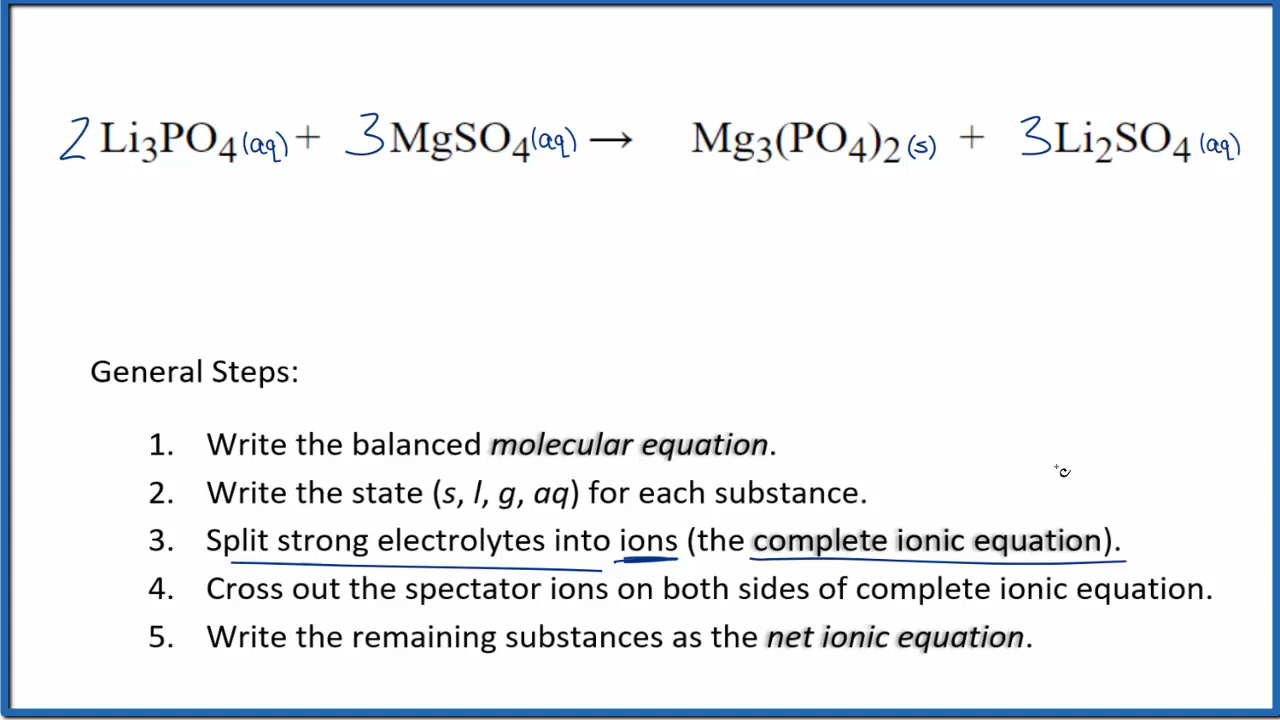 2 Li₃PO₄(aq) + 3 MgSO₄(aq) → Mg₃(PO₄)₂(s) + 3 Li₂SO₄(aq)
General Steps:
1. Write the balanced molecular equation.
2. Write the state (s, l, g, aq) for each substance.
3. Split strong electrolytes into ions (the complete ionic equation).
4. Cross out the spectator ions on both sides of complete ionic equation.
5. Write the remaining substances as the net ionic equation.